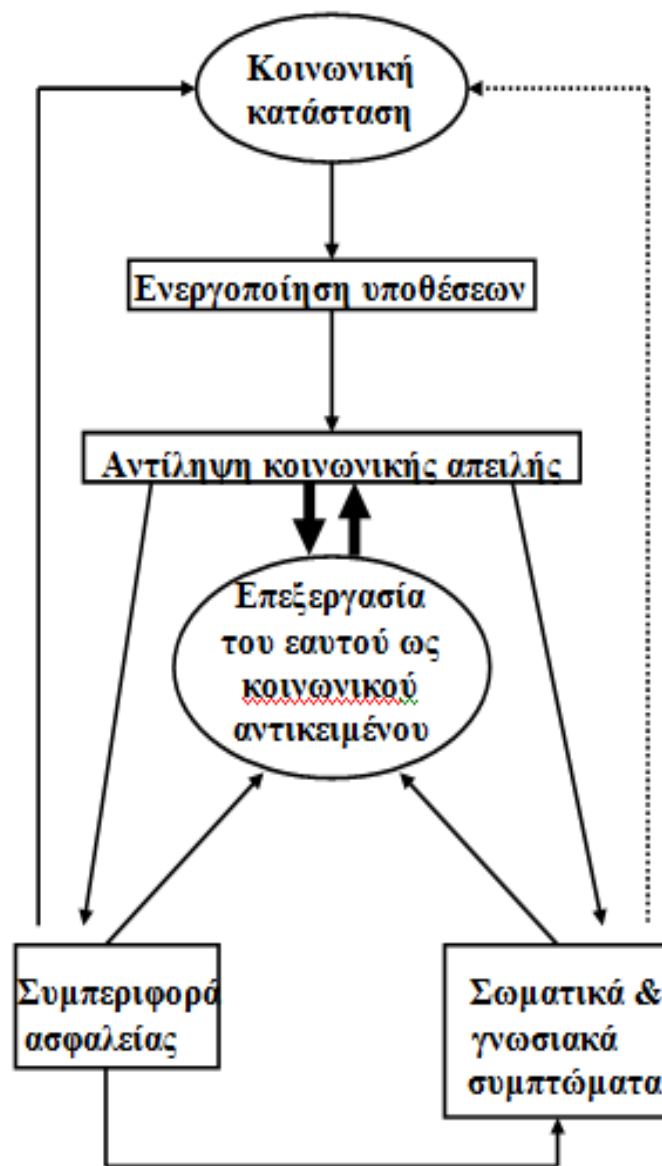 Κοινωνική
κατάσταση
Ενεργοποίηση υποθέσεων
Αντίληψη κοινωνικής απειλής
Επεξεργασία
του εαυτού ως
κοινωνικού
αντικειμένου
Συμπεριφορά
ασφαλείας
Σωματικά &
γνωσιακά
συμπτώματα